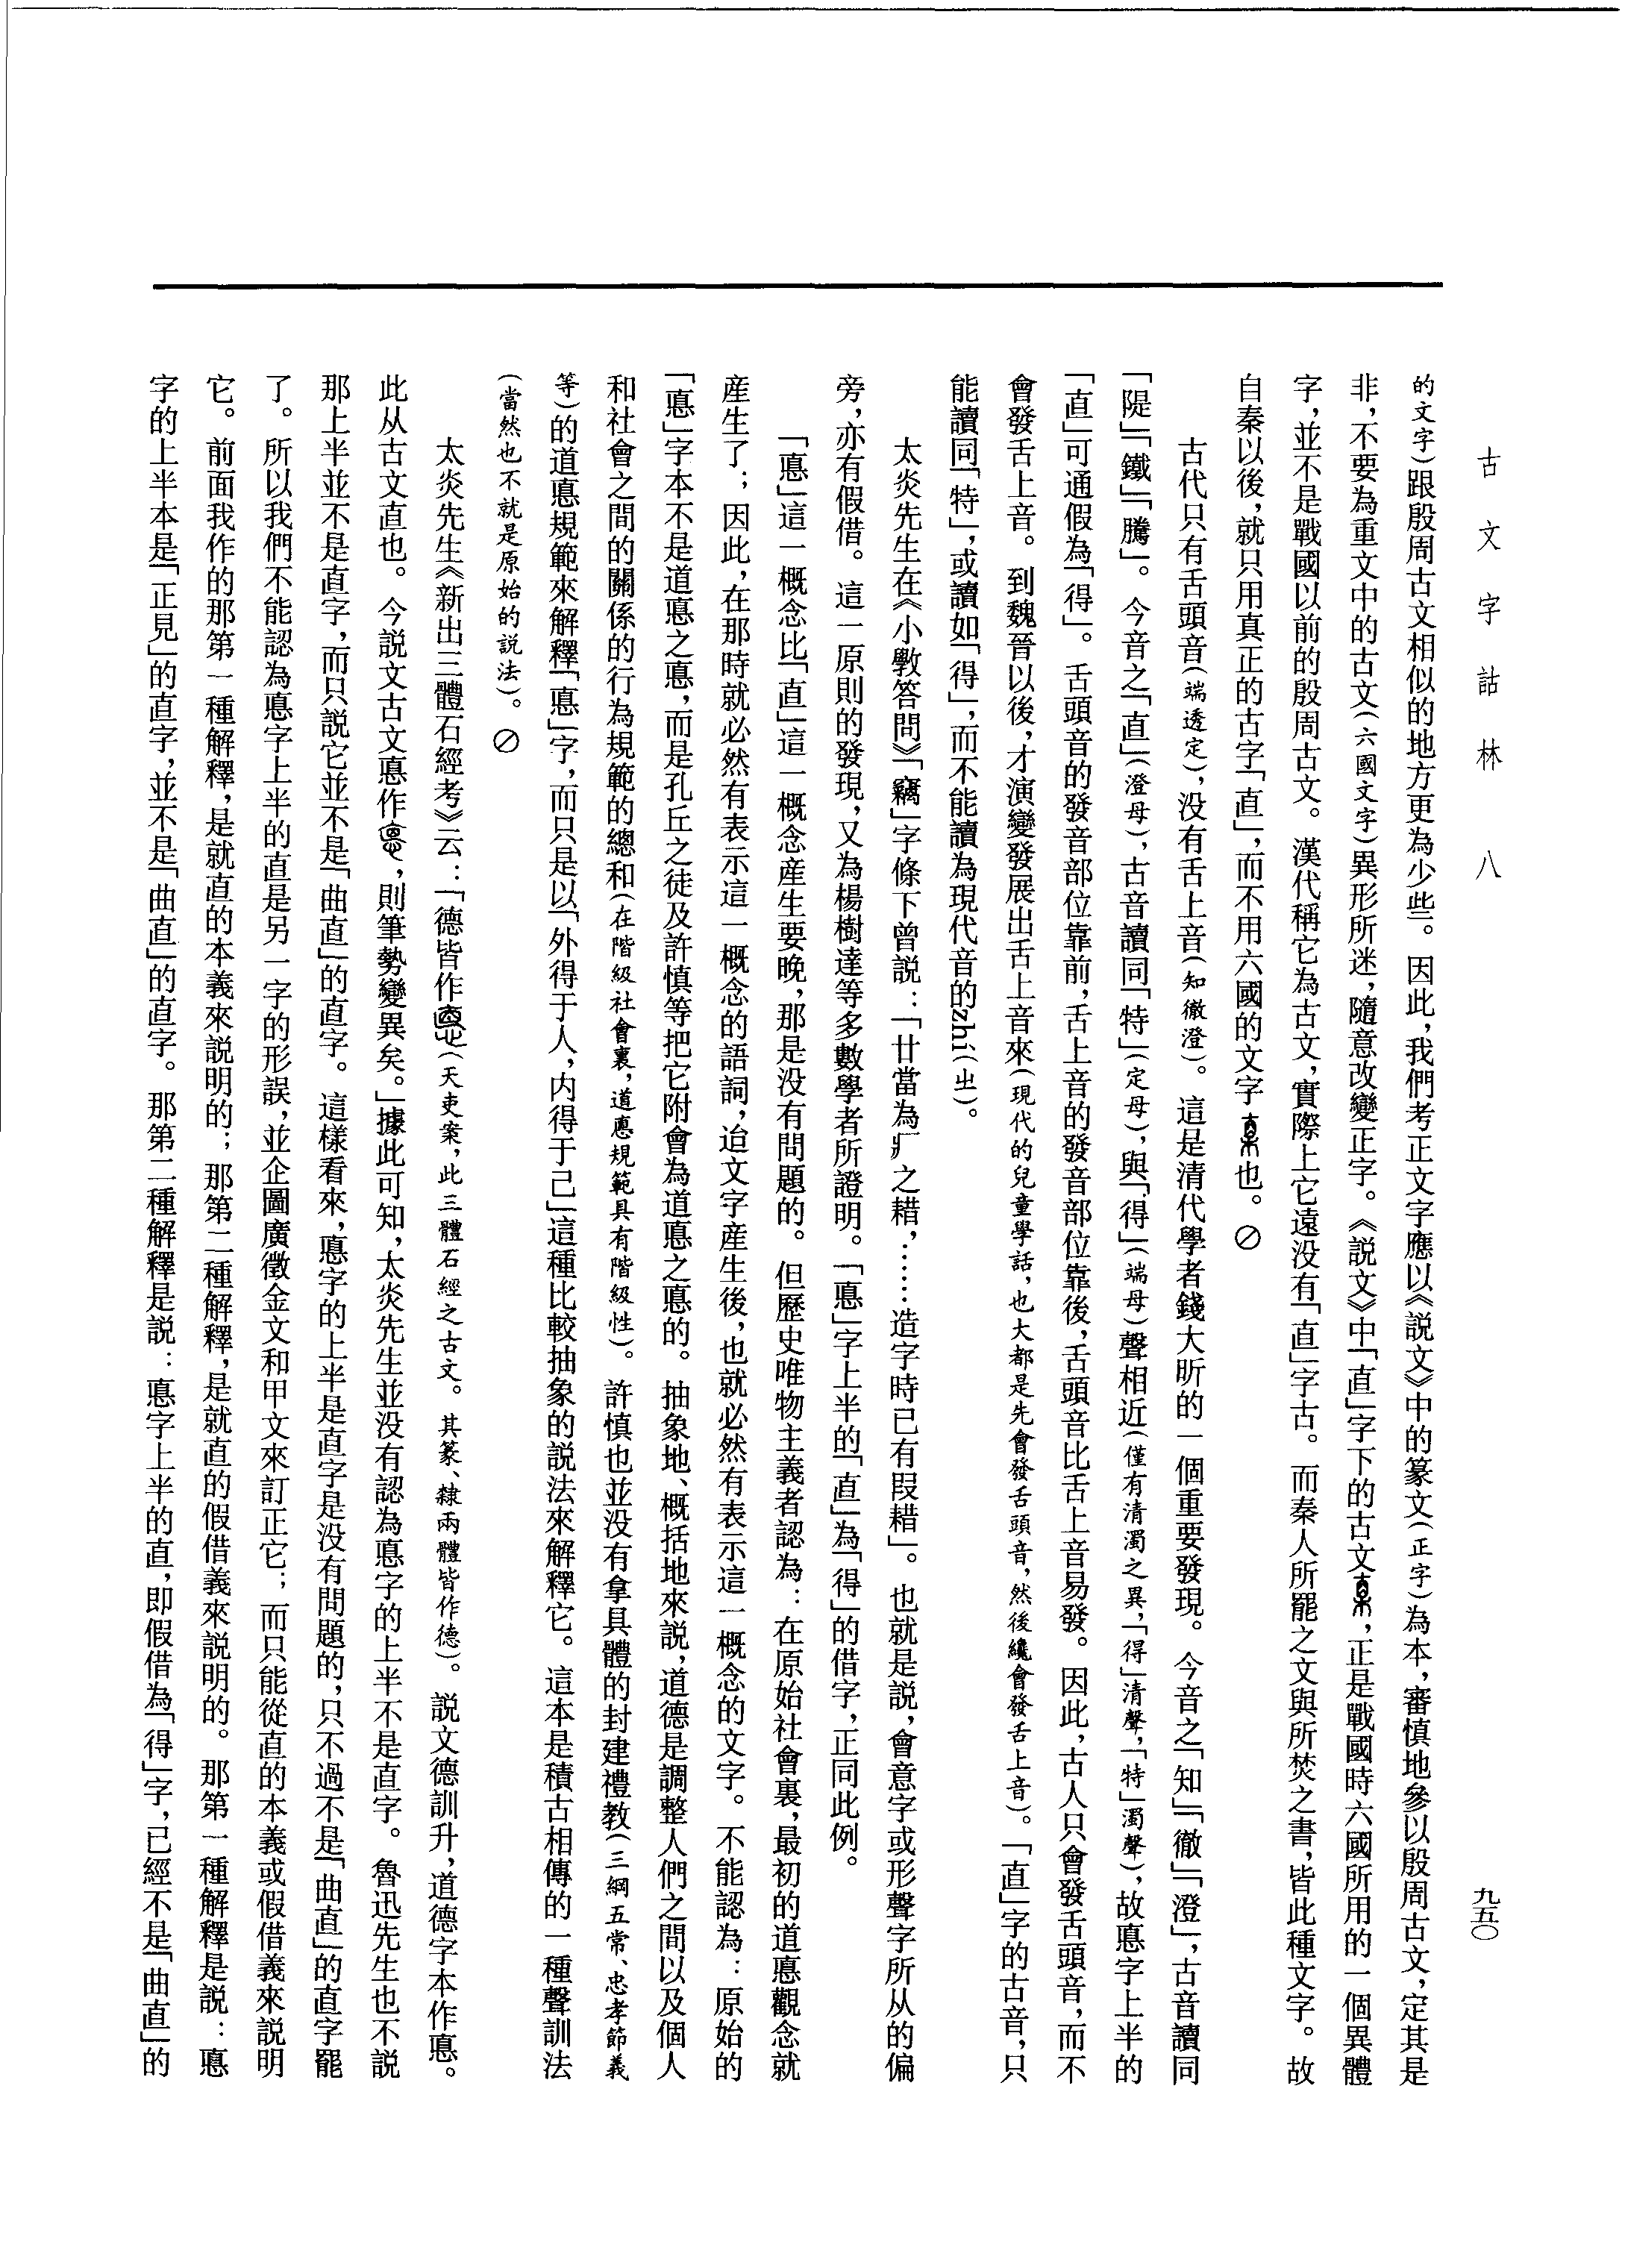 古文字詁林　八
九五〇
的文字）跟殷周古文相似的地方更為少些。因此，我們考正文字應以《説文》中的篆文（正字）為本，審慎地參以殷周古文，定其是
非，不要為重文中的古文（六國文字）異形所迷，隨意改變正字。《説文》中「直」字下的古文，正是戰國時六國所用的一個異體
字，並不是戰國以前的殷周古文。漢代稱它為古文，實際上它遠没有「直」字古。而秦人所罷之文與所焚之書，皆此種文字。故
自秦以後，就只用真正的古字「直」，而不用六國的文字也。⊘
古代只有舌頭音（端透定），没有舌上音（知徹澄）。這是清代學者錢大昕的一個重要發現。今音之「知」「徹」「澄」，古音讀同
「隄」「鐵」「騰」。今音之「直」（澄母），古音讀同「特」（定母），與「得」（端母）聲相近（僅有清濁之異，「得」清聲，「特」濁聲），故悳字上半的
「直」可通假為「得」。舌頭音的發音部位靠前，舌上音的發音部位靠後，舌頭音比舌上音易發。因此，古人只會發舌頭音，而不
會發舌上音。到魏晉以後，才演變發展出舌上音來（現代的兒童學話，也大都是先會發舌頭音，然後纔會發舌上音）。「直」字的古音，只
能讀同「特」，或讀如「得」，而不能讀為現代音的zhí（㞢）。
太炎先生在《小斆答問》「竊」字條下曾説：「廿當為疒之耤，……造字時已有叚耤」。也就是説，會意字或形聲字所从的偏
旁，亦有假借。這一原則的發現，又為楊樹達等多數學者所證明。「悳」字上半的「直」為「得」的借字，正同此例。
「悳」這一概念比「直」這一概念産生要晚，那是没有問題的。但歷史唯物主義者認為：在原始社會裏，最初的道悳觀念就
産生了；因此，在那時就必然有表示這一概念的語詞，迨文字産生後，也就必然有表示這一概念的文字。不能認為：原始的
「悳」字本不是道悳之悳，而是孔丘之徒及許慎等把它附會為道悳之悳的。抽象地、概括地來説，道德是調整人們之間以及個人
和社會之間的關係的行為規範的總和（在階級社會裏，道悳規範具有階級性）。許慎也並没有拿具體的封建禮教（三綱五常、忠孝節義
等）的道悳規範來解釋「悳」字，而只是以「外得于人，内得于己」這種比較抽象的説法來解釋它。這本是積古相傳的一種聲訓法
（當然也不就是原始的説法）。⊘
太炎先生《新出三體石經考》云：「德皆作（天吏案，此三體石經之古文。其篆、隸兩體皆作德）。説文德訓升，道德字本作悳。
此从古文直也。今説文古文悳作，則筆勢變異矣。」據此可知，太炎先生並没有認為悳字的上半不是直字。魯迅先生也不説
那上半並不是直字，而只説它並不是「曲直」的直字。這樣看來，悳字的上半是直字是没有問題的，只不過不是「曲直」的直字罷
了。所以我們不能認為悳字上半的直是另一字的形誤，並企圖廣徵金文和甲文來訂正它；而只能從直的本義或假借義來説明
它。前面我作的那第一種解釋，是就直的本義來説明的；那第二種解釋，是就直的假借義來説明的。那第一種解釋是説：悳
字的上半本是「正見」的直字，並不是「曲直」的直字。那第二種解釋是説：悳字上半的直，即假借為「得」字，已經不是「曲直」的